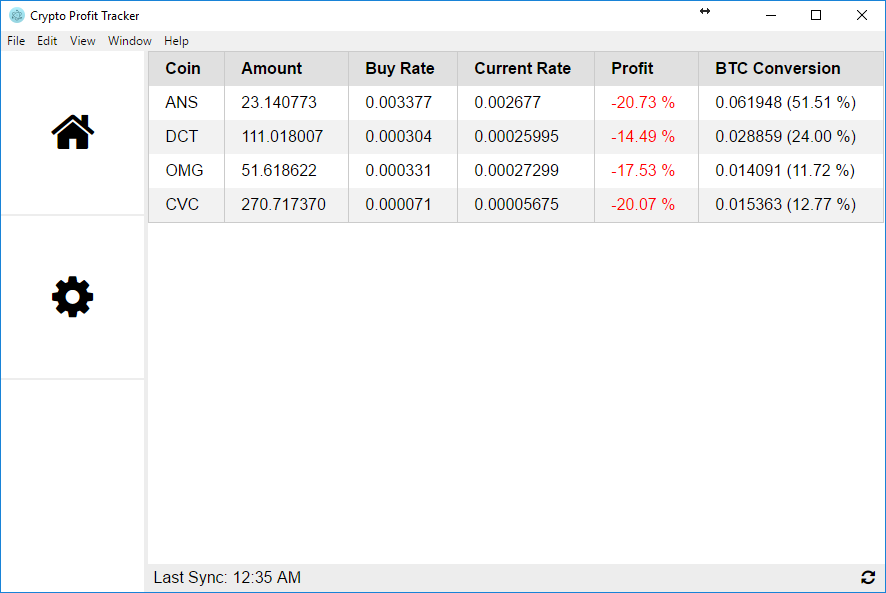 Crypto Profit Tracker
File Edit View Window Help
Coin Amount Buy Rate Current Rate Profit BTC Conversion
ANS 23.140773 0.003377 0.002677 -20.73 % 0.061948 (51.51 %)
DCT 111.018007 0.000304 0.00025995 -14.49 % 0.028859 (24.00 %)
OMG 51.618622 0.000331 0.00027299 -17.53 % 0.014091 (11.72 %)
CVC 270.717370 0.000071 0.00005675 -20.07 % 0.015363 (12.77 %)
Last Sync: 12:35 AM